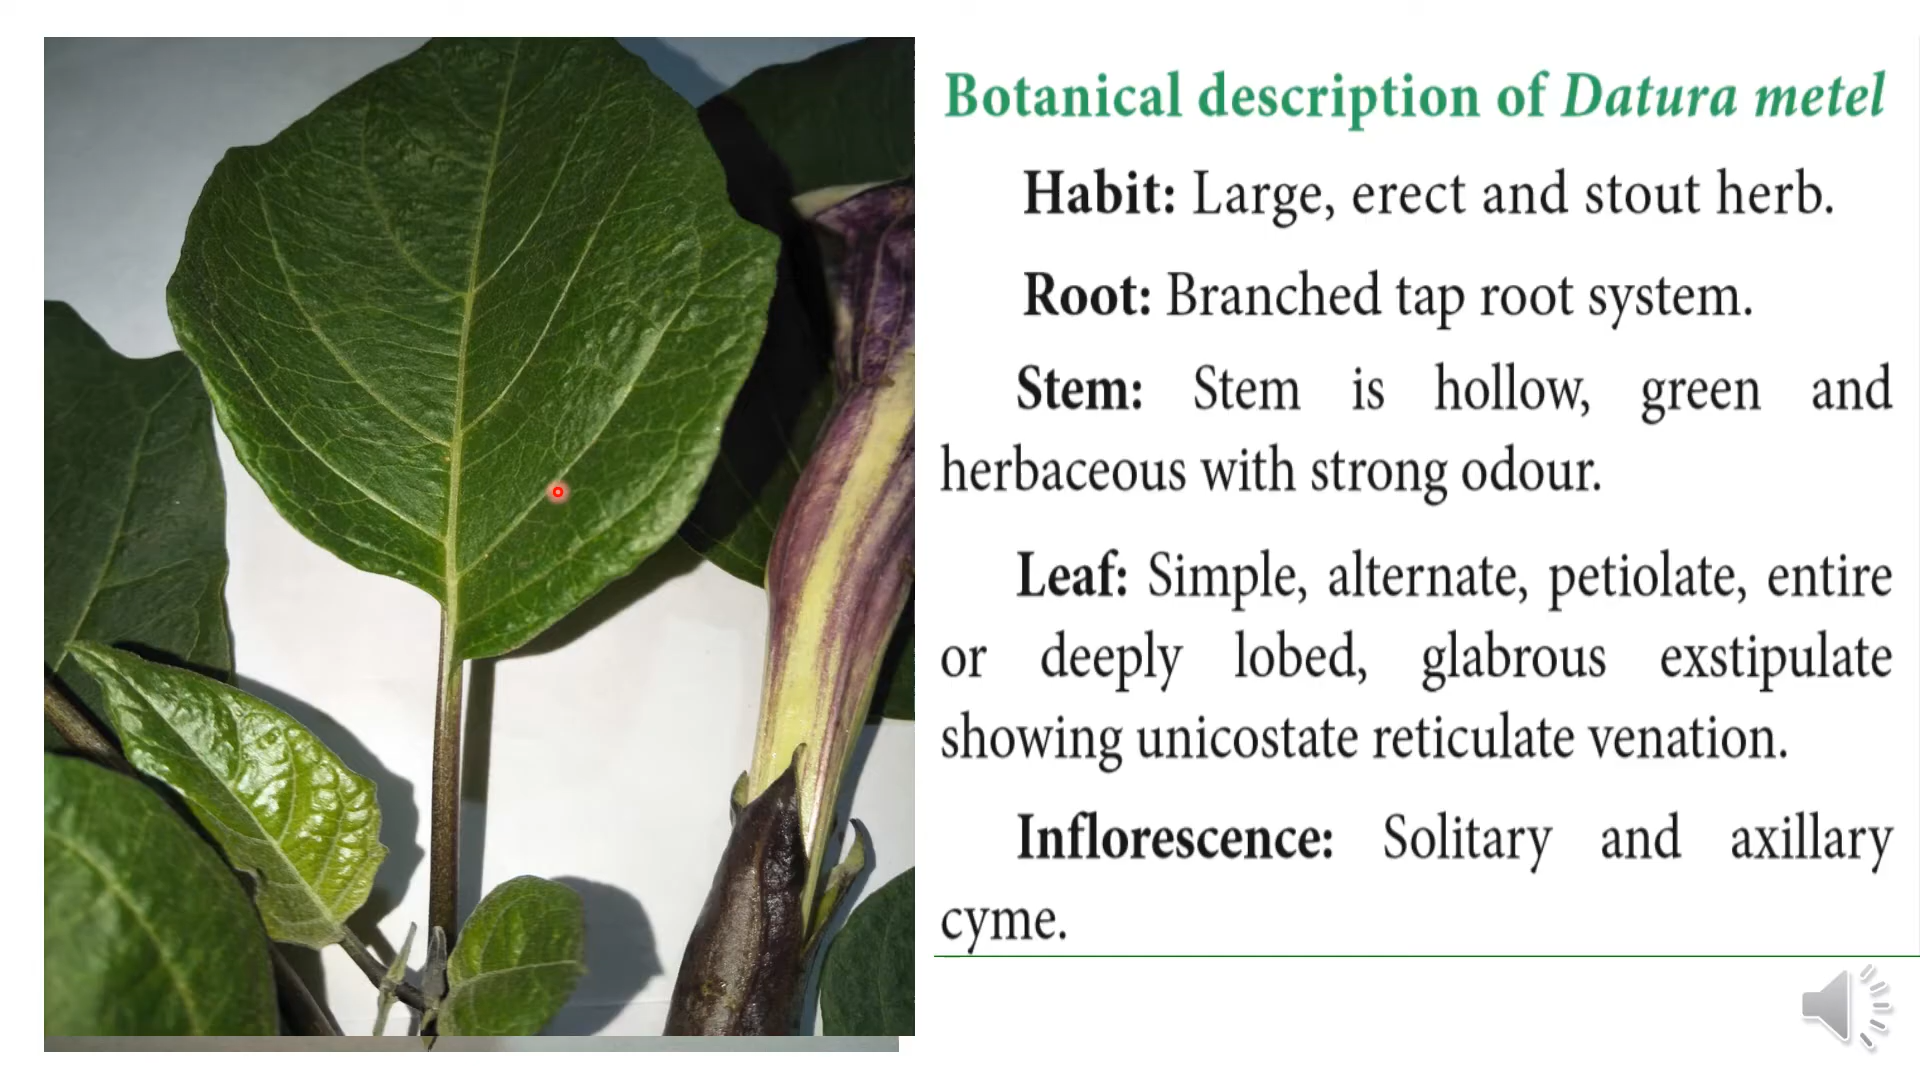 Botanical description of Datura metel
Habit: Large, erect and stout herb.
Root: Branched tap root system.
Stem: Stem is hollow, green and
herbaceous with strong odour.
Leaf: Simple, alternate, petiolate, entire
or deeply lobed, glabrous exstipulate
showing unicostate reticulate venation.
Inflorescence: Solitary and axillary
cyme.